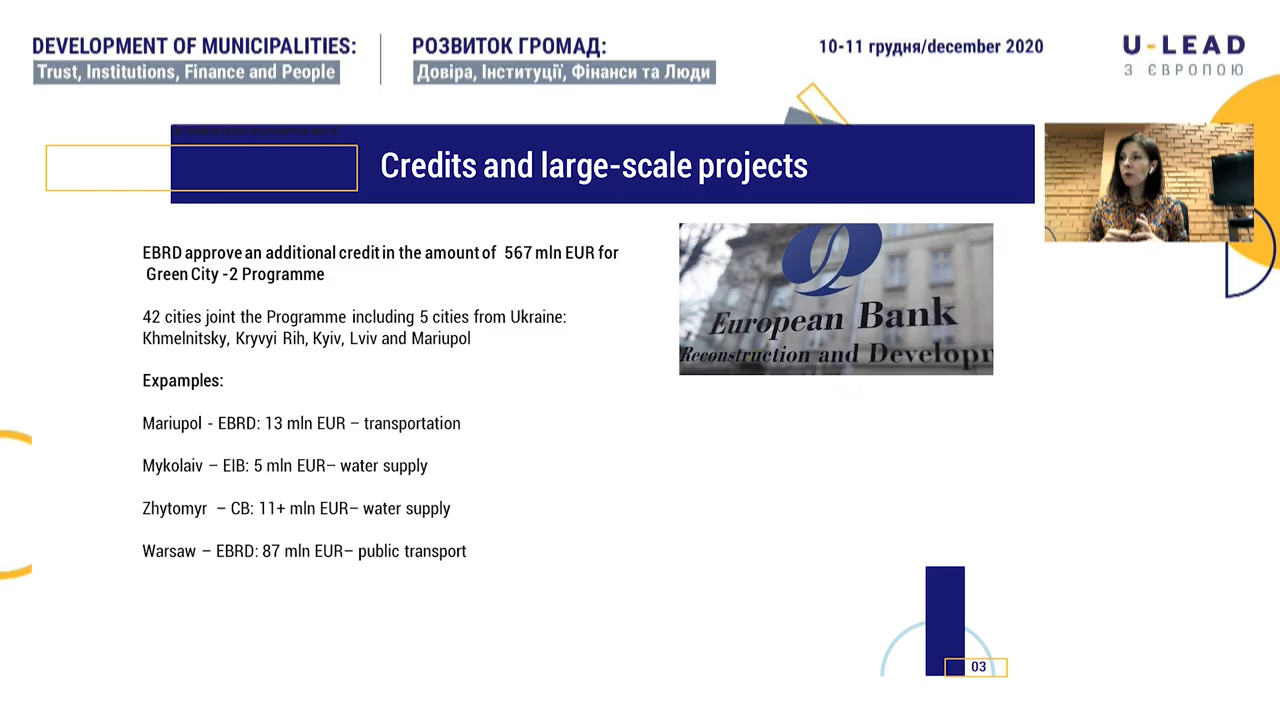 DEVELOPMENT OF MUNICIPALITIES:
Trust, Institutions, Finance and People
РОЗВИТОК ГРОМАД:
Довіра, Інституції, Фінанси та Люди
10-11 грудня/december 2020
U-LEAD
З ЄВРОПОЮ
Credits and large-scale projects
EBRD approve an additional credit in the amount of 567 mln EUR for
Green City -2 Programme
42 cities joint the Programme including 5 cities from Ukraine:
Khmelnitsky, Kryvyi Rih, Kyiv, Lviv and Mariupol
Expamples:
Mariupol - EBRD: 13 mln EUR – transportation
Mykolaiv – EIB: 5 mln EUR– water supply
Zhytomyr – CB: 11+ mln EUR– water supply
Warsaw – EBRD: 87 mln EUR– public transport
European Bank
Reconstruction and Developm
03